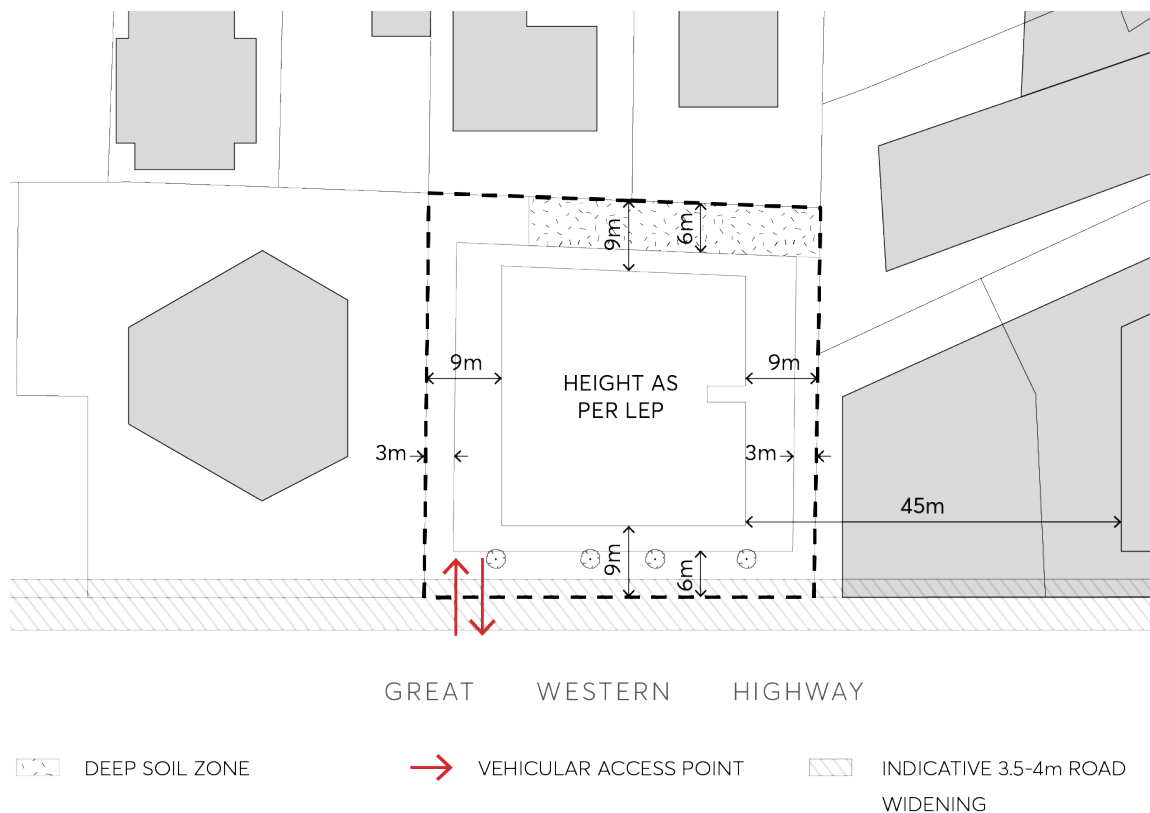 9m
6m
9m
9m
HEIGHT AS
PER LEP
3m
3m
45m
9m
6m
GREAT WESTERN HIGHWAY
DEEP SOIL ZONE
VEHICULAR ACCESS POINT
INDICATIVE 3.5-4m ROAD
WIDENING